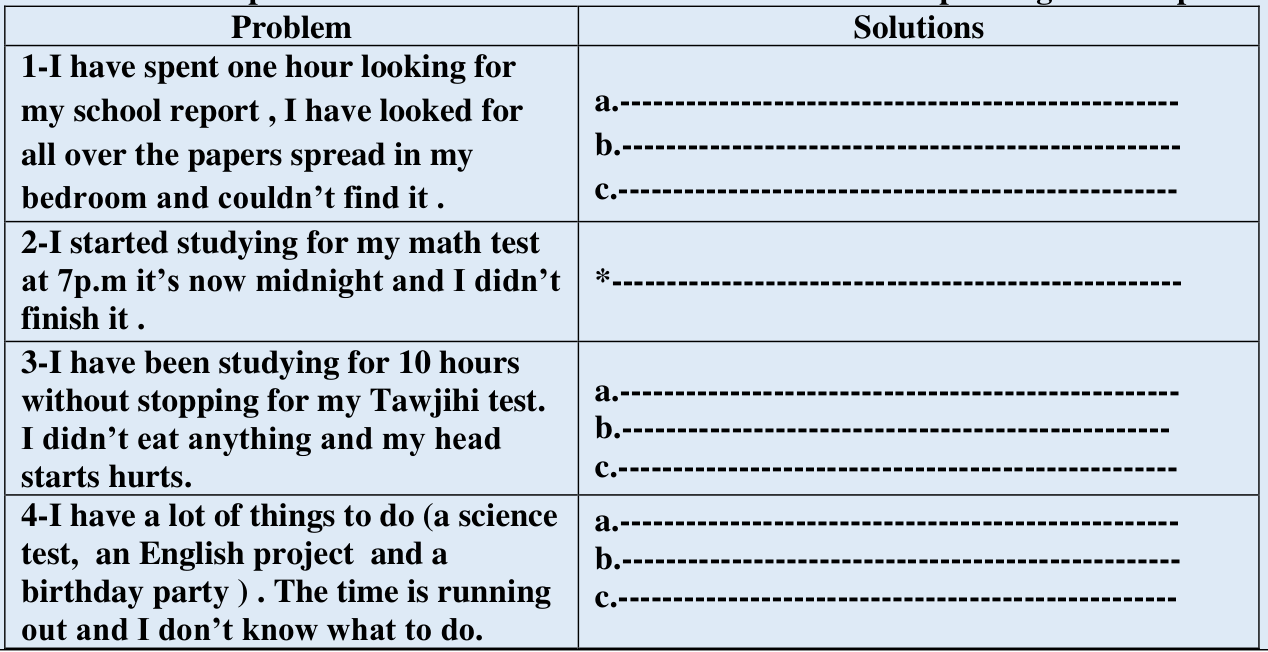 Problem
Solutions
1-I have spent one hour looking for
my school report , I have looked for
all over the papers spread in my
bedroom and couldn’t find it .
a.---------------------------------------------------
b.---------------------------------------------------
c.---------------------------------------------------
2-I started studying for my math test
at 7p.m it’s now midnight and I didn’t
finish it .
*----------------------------------------------------
3-I have been studying for 10 hours
without stopping for my Tawjihi test.
I didn’t eat anything and my head
starts hurts.
a.---------------------------------------------------
b.--------------------------------------------------
c.---------------------------------------------------
4-I have a lot of things to do (a science
test,  an English project  and a
birthday party ) . The time is running
out and I don’t know what to do.
a.---------------------------------------------------
b.---------------------------------------------------
c.---------------------------------------------------